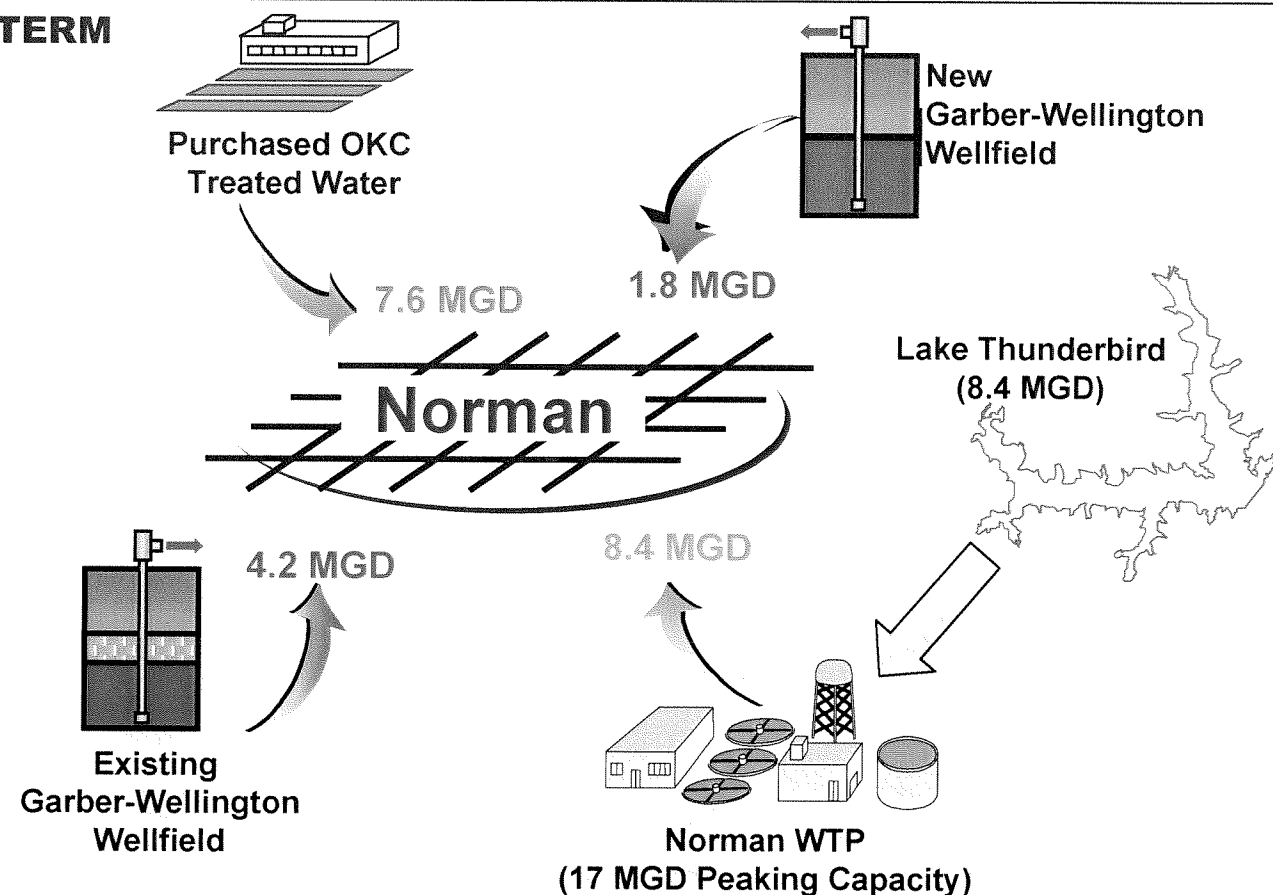 TERM
Purchased OKC
Treated Water
New
Garber-Wellington
Wellfield
7.6 MGD
1.8 MGD
Lake Thunderbird
(8.4 MGD)
Norman
4.2 MGD
8.4 MGD
Existing
Garber-Wellington
Wellfield
Norman WTP
(17 MGD Peaking Capacity)